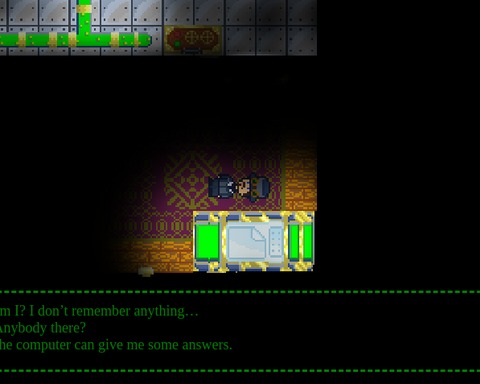 m I? I don't remember anything…
Anybody there?
he computer can give me some answers.